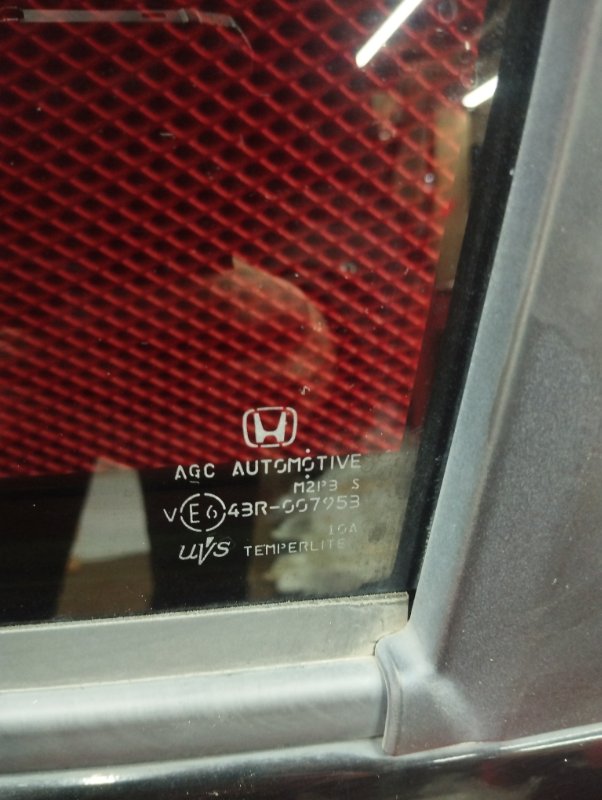 AGC AUTOMOTIVE
M2P3 S
V E6 43R-007953
10A
UVS TEMPERLITE